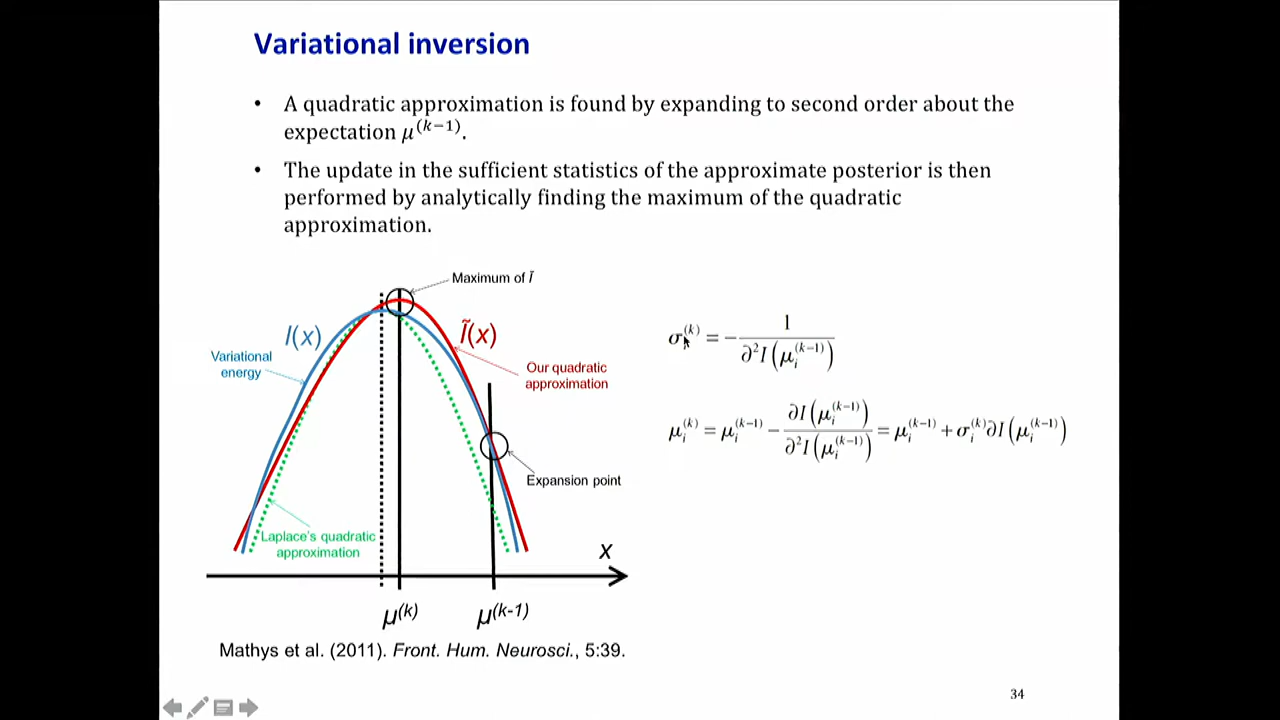 Variational inversion
• A quadratic approximation is found by expanding to second order about the
expectation μ^(k−1).
• The update in the sufficient statistics of the approximate posterior is then
performed by analytically finding the maximum of the quadratic
approximation.
Maximum of Ĩ
I(x)
Ĩ(x)
Variational
energy
Our quadratic
approximation
Expansion point
Laplace's quadratic
approximation
x
μ(k)
μ(k-1)
σ_i^(k) = − 1 / ∂²I(μ_i^(k−1))
μ_i^(k) = μ_i^(k−1) − ∂I(μ_i^(k−1)) / ∂²I(μ_i^(k−1)) = μ_i^(k−1) + σ_i^(k) ∂I(μ_i^(k−1))
Mathys et al. (2011). Front. Hum. Neurosci., 5:39.
34